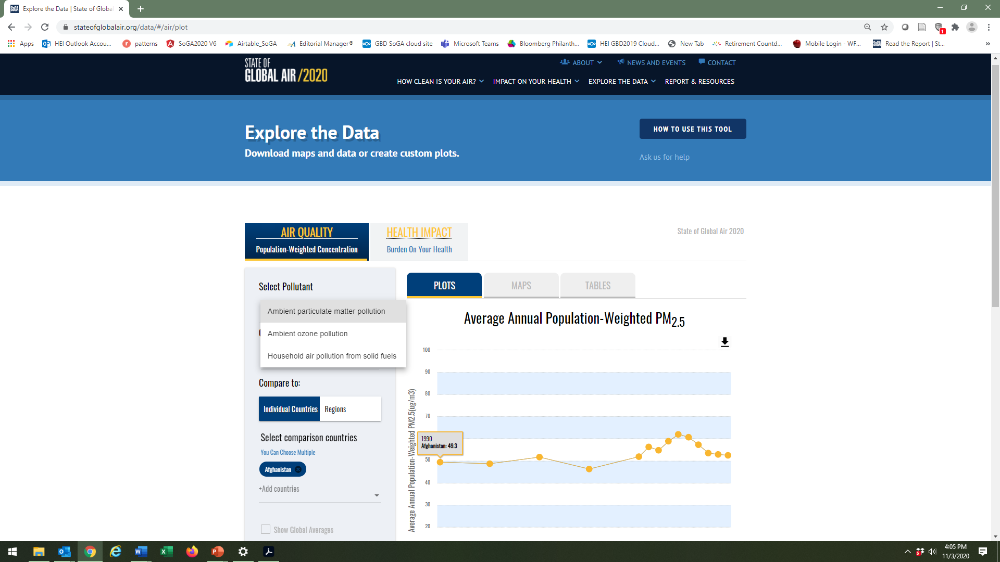 Explore the Data | State of Globa
stateofglobalair.org/data/#/air/plot
Apps
HEI Outlook Accou...
patterns
SoGA2020 V6
Airtable_SoGA
Editorial Manager®
GBD SoGA cloud site
Microsoft Teams
Bloomberg Philanth...
HEI GBD2019 Cloud...
New Tab
Retirement Countd...
Mobile Login - WF...
Read the Report | St...
STATE OF
GLOBAL AIR /2020
ABOUT
NEWS AND EVENTS
CONTACT
HOW CLEAN IS YOUR AIR?
IMPACT ON YOUR HEALTH
EXPLORE THE DATA
REPORT & RESOURCES
Explore the Data
Download maps and data or create custom plots.
HOW TO USE THIS TOOL
Ask us for help
AIR QUALITY
Population-Weighted Concentration
HEALTH IMPACT
Burden On Your Health
State of Global Air 2020
Select Pollutant
Ambient particulate matter pollution
Ambient ozone pollution
Household air pollution from solid fuels
Compare to:
Individual Countries
Regions
Select comparison countries
You Can Choose Multiple
Afghanistan
+Add countries
Show Global Averages
PLOTS
MAPS
TABLES
Average Annual Population-Weighted PM2.5
Average Annual Population-Weighted PM2.5(ug/m3)
100
90
80
70
50
40
30
20
1990
Afghanistan: 49.3
4:05 PM
11/3/2020